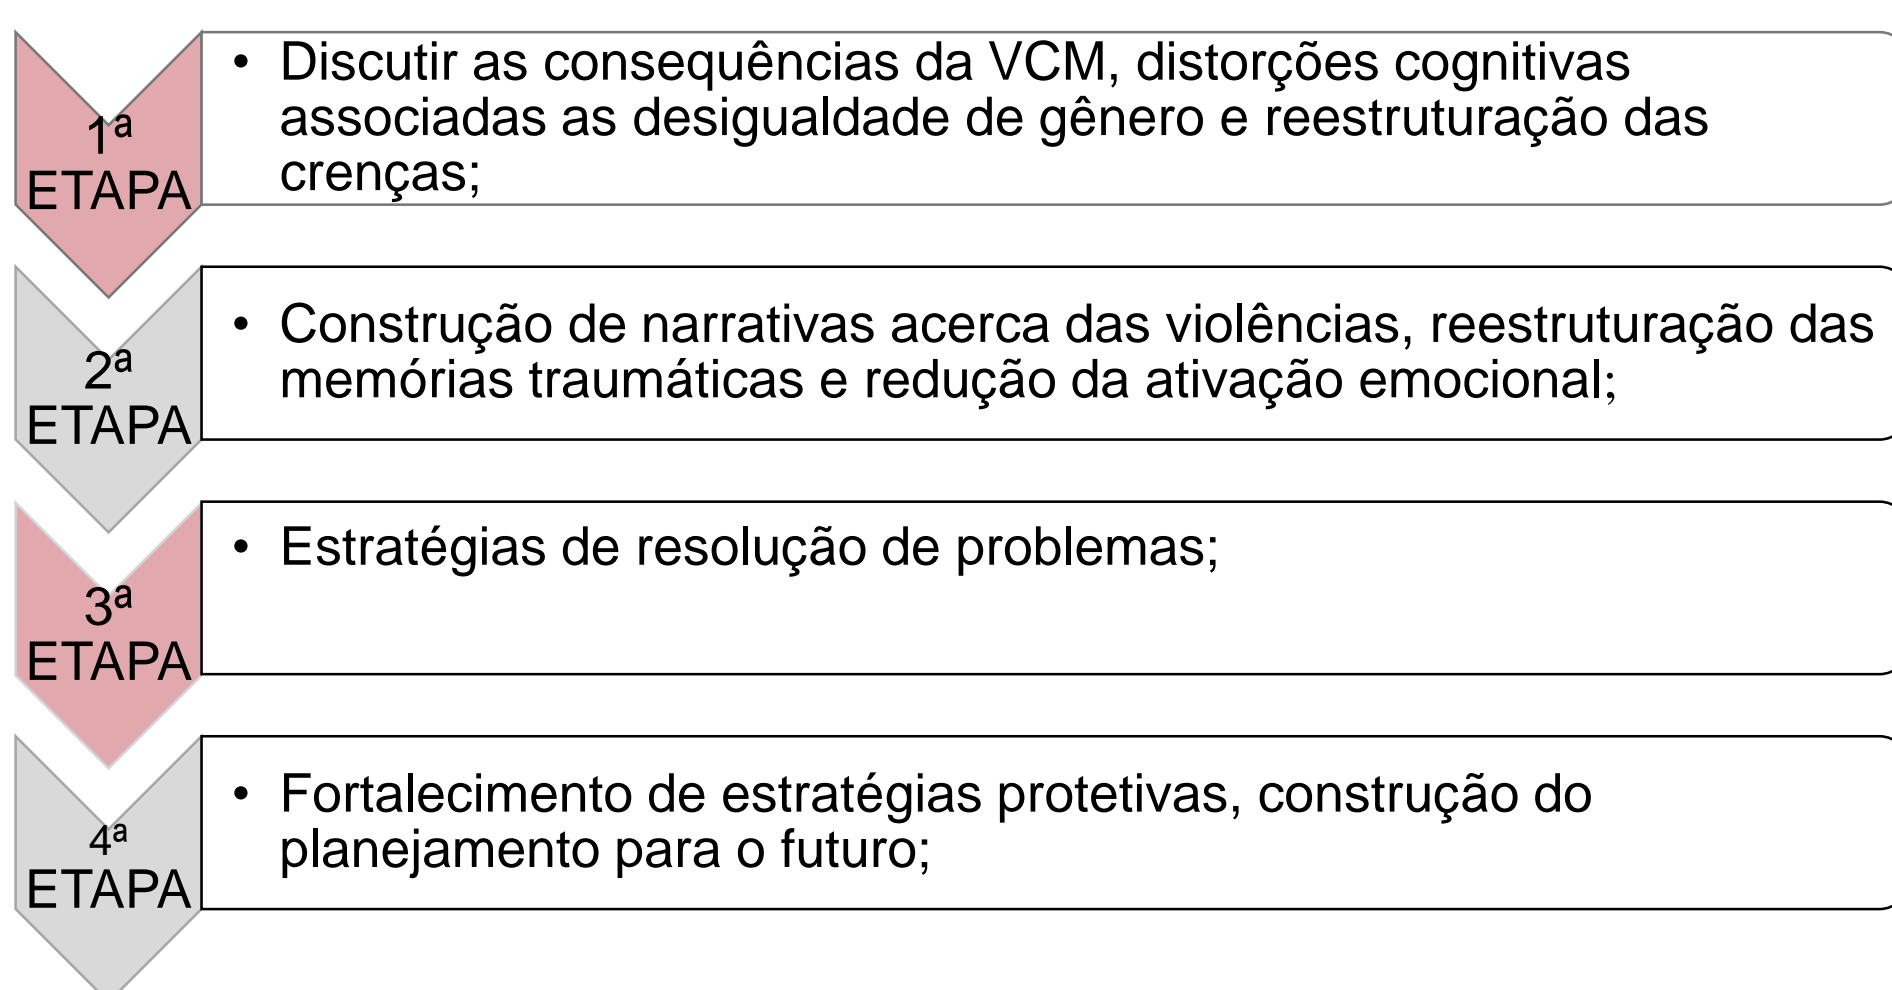 1ª
ETAPA
• Discutir as consequências da VCM, distorções cognitivas
associadas as desigualdade de gênero e reestruturação das
crenças;
2ª
ETAPA
• Construção de narrativas acerca das violências, reestruturação das
memórias traumáticas e redução da ativação emocional;
3ª
ETAPA
• Estratégias de resolução de problemas;
4ª
ETAPA
• Fortalecimento de estratégias protetivas, construção do
planejamento para o futuro;